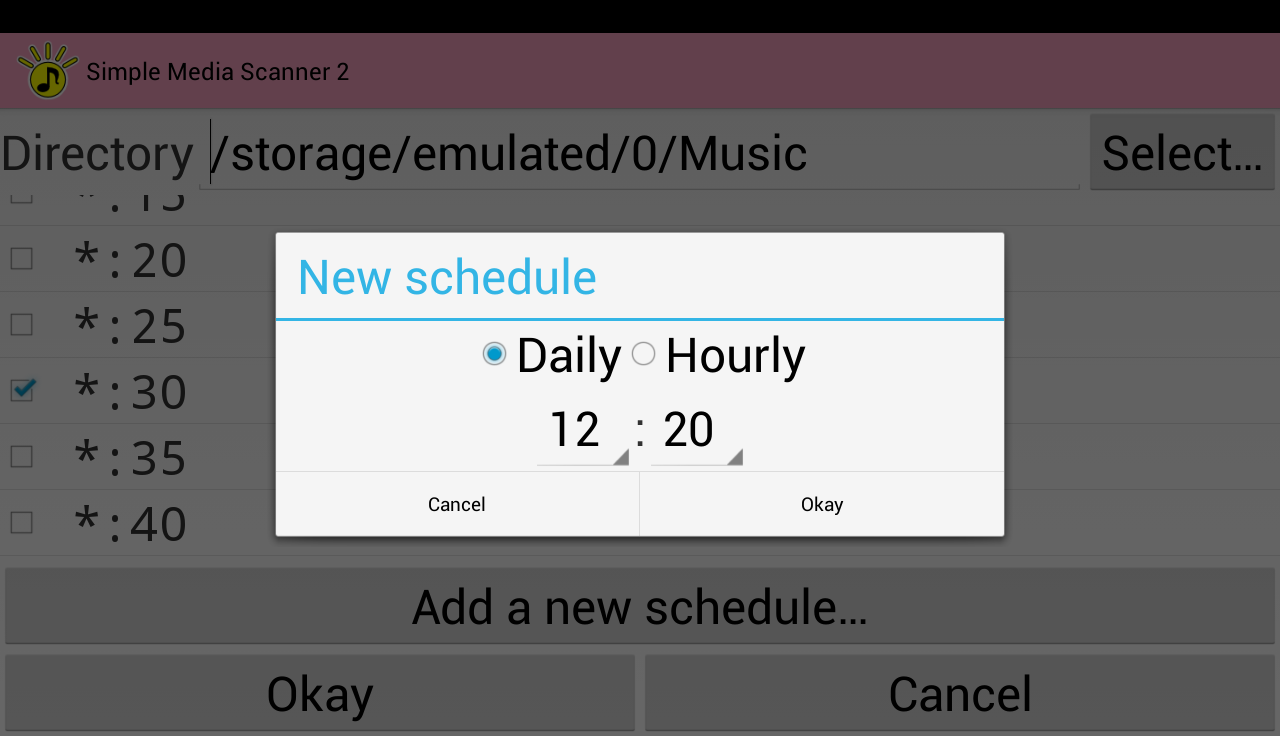 Simple Media Scanner 2
Directory /storage/emulated/0/Music Select...
*:15
*:20
*:25
*:30
*:35
*:40
New schedule
Daily Hourly
12 : 20
Cancel Okay
Add a new schedule...
Okay Cancel